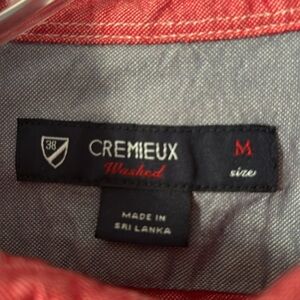 38
CREMIEUX
Washed
M
size
MADE IN
SRI LANKA